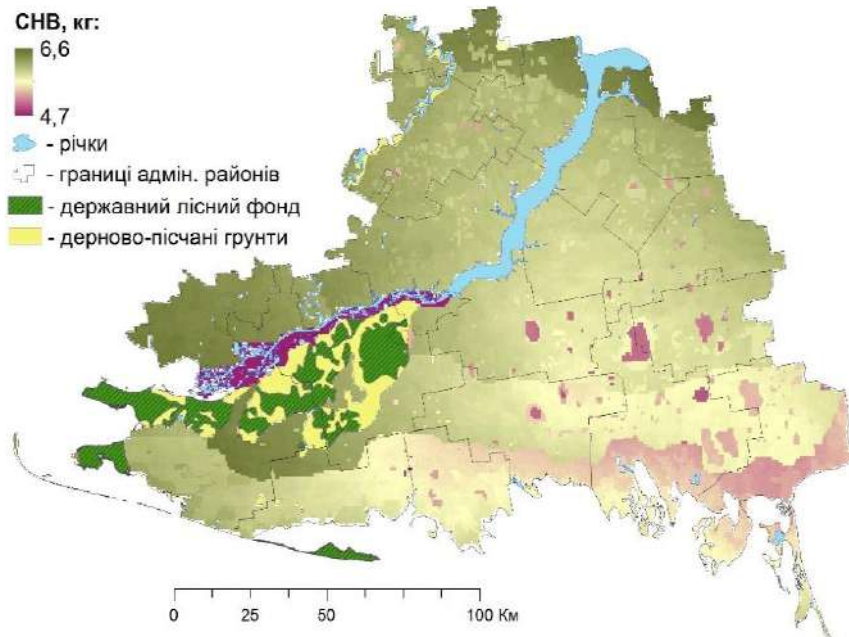 СНВ, кг:
6,6
4,7
- річки
- границі адмін. районів
- державний лісний фонд
- дерново-пісчані грунти
0 25 50 100 Км